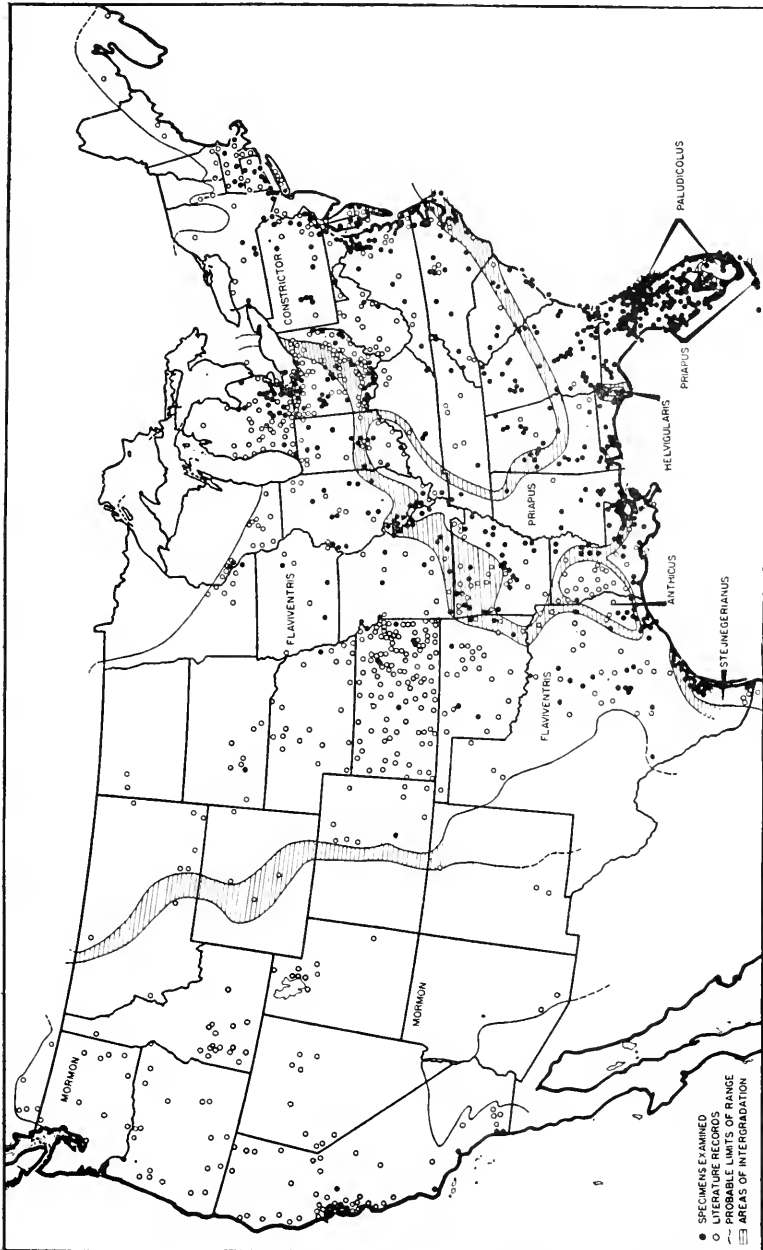 MORMON
MORMON
FLAVIVENTRIS
FLAVIVENTRIS
CONSTRICTOR
PRIAPUS
STEJNEGERIANUS
ANTHICUS
HELVIGULARIS
PRIAPUS
PALUDICOLUS
SPECIMENS EXAMINED
LITERATURE RECORDS
PROBABLE LIMITS OF RANGE
AREAS OF INTERGRADATION